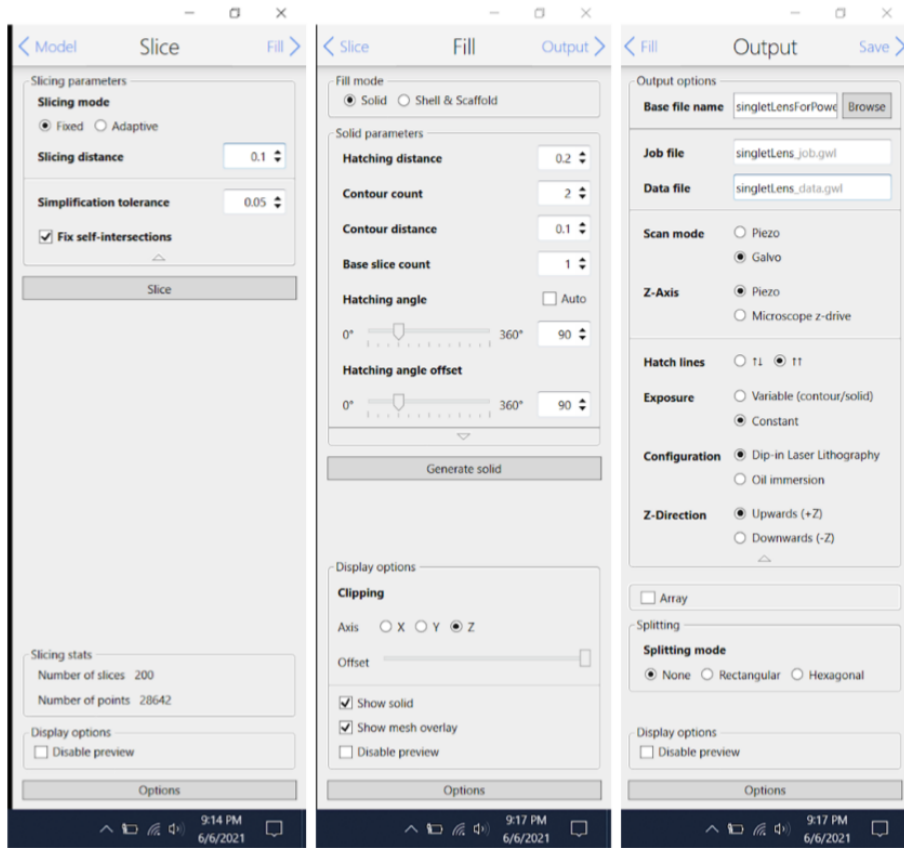 Model
Slice
Fill
Slicing parameters
Slicing mode
Fixed
Adaptive
Slicing distance
0.1
Simplification tolerance
0.05
Fix self-intersections
Slice
Slicing stats
Number of slices 200
Number of points 28642
Display options
Disable preview
Options
9:14 PM
6/6/2021
Slice
Fill
Output
Fill mode
Solid
Shell & Scaffold
Solid parameters
Hatching distance
0.2
Contour count
2
Contour distance
0.1
Base slice count
1
Hatching angle
Auto
0°
360°
90
Hatching angle offset
0°
360°
90
Generate solid
Display options
Clipping
Axis
X
Y
Z
Offset
Show solid
Show mesh overlay
Disable preview
Options
9:17 PM
6/6/2021
Fill
Output
Save
Output options
Base file name
singletLensForPowe
Browse
Job file
singletLens_job.gwl
Data file
singletLens_data.gwl
Scan mode
Piezo
Galvo
Z-Axis
Piezo
Microscope z-drive
Hatch lines
↑↓
↑↑
Exposure
Variable (contour/solid)
Constant
Configuration
Dip-in Laser Lithography
Oil immersion
Z-Direction
Upwards (+Z)
Downwards (-Z)
Array
Splitting
Splitting mode
None
Rectangular
Hexagonal
Display options
Disable preview
Options
9:17 PM
6/6/2021